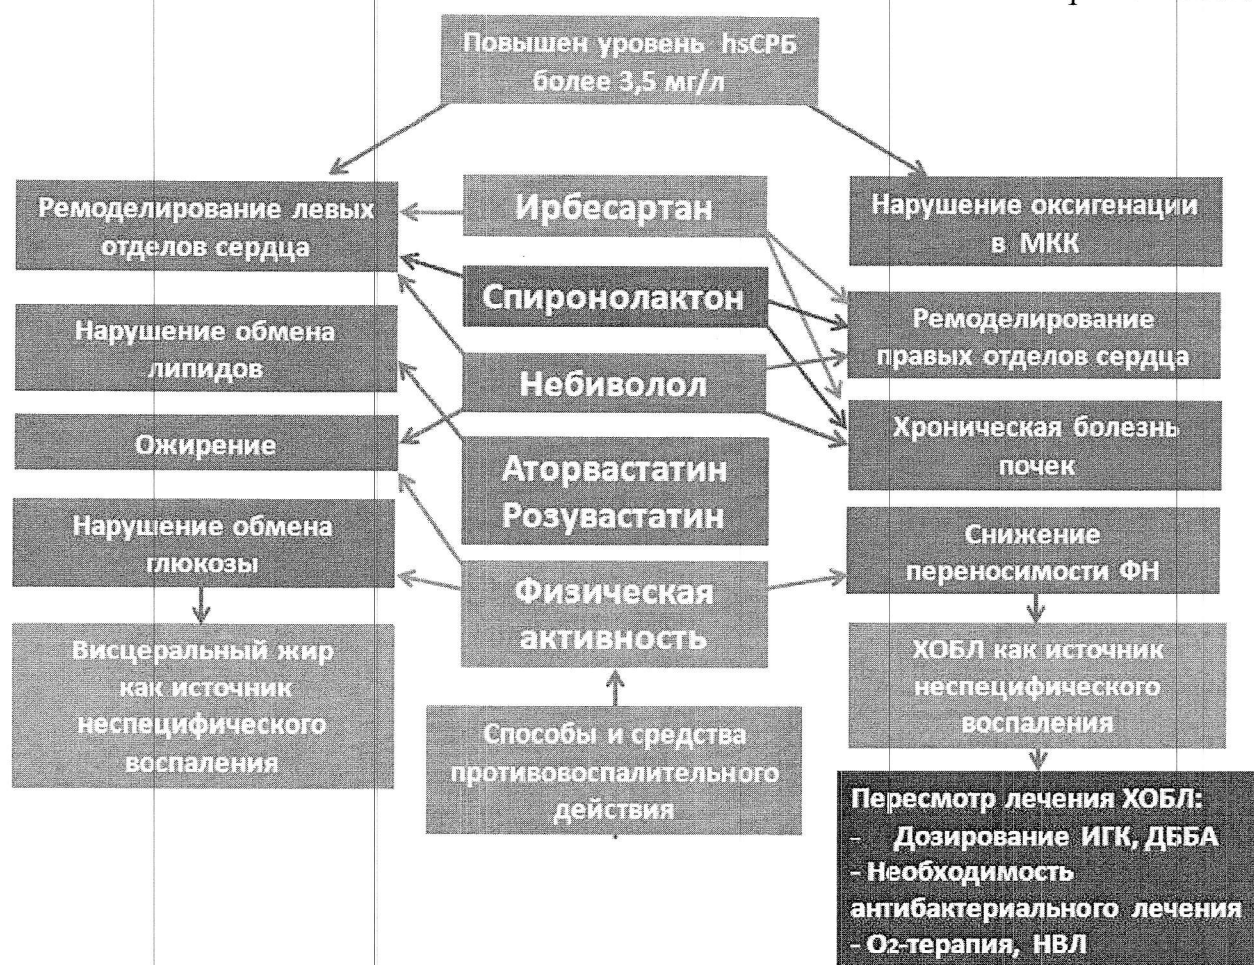 Повышен уровень hsСРБ
более 3,5 мг/л
Ремоделирование левых
отделов сердца
Нарушение обмена
липидов
Ожирение
Нарушение обмена
глюкозы
Висцеральный жир
как источник
неспецифического
воспаления
Ирбесартан
Спиронолактон
Небиволол
Аторвастатин
Розувастатин
Физическая
активность
Способы и средства
противовоспалительного
действия
Нарушение оксигенации
в МКК
Ремоделирование
правых отделов сердца
Хроническая болезнь
почек
Снижение
переносимости ФН
ХОБЛ как источник
неспецифического
воспаления
Пересмотр лечения ХОБЛ:
- Дозирование ИГК, ДББА
- Необходимость
антибактериального лечения
- О2-терапия, НВЛ